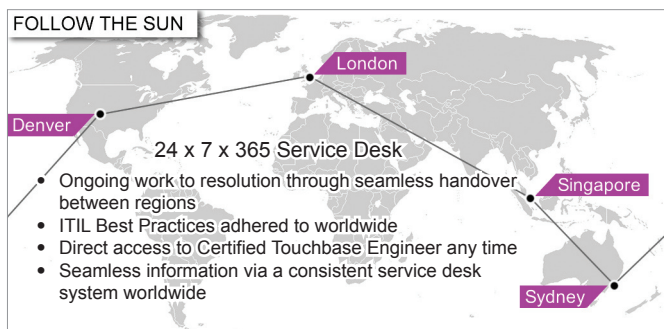 FOLLOW THE SUN
London
Denver
24 x 7 x 365 Service Desk
• Ongoing work to resolution through seamless handover
between regions
Singapore
• ITIL Best Practices adhered to worldwide
• Direct access to Certified Touchbase Engineer any time
• Seamless information via a consistent service desk
system worldwide
Sydney